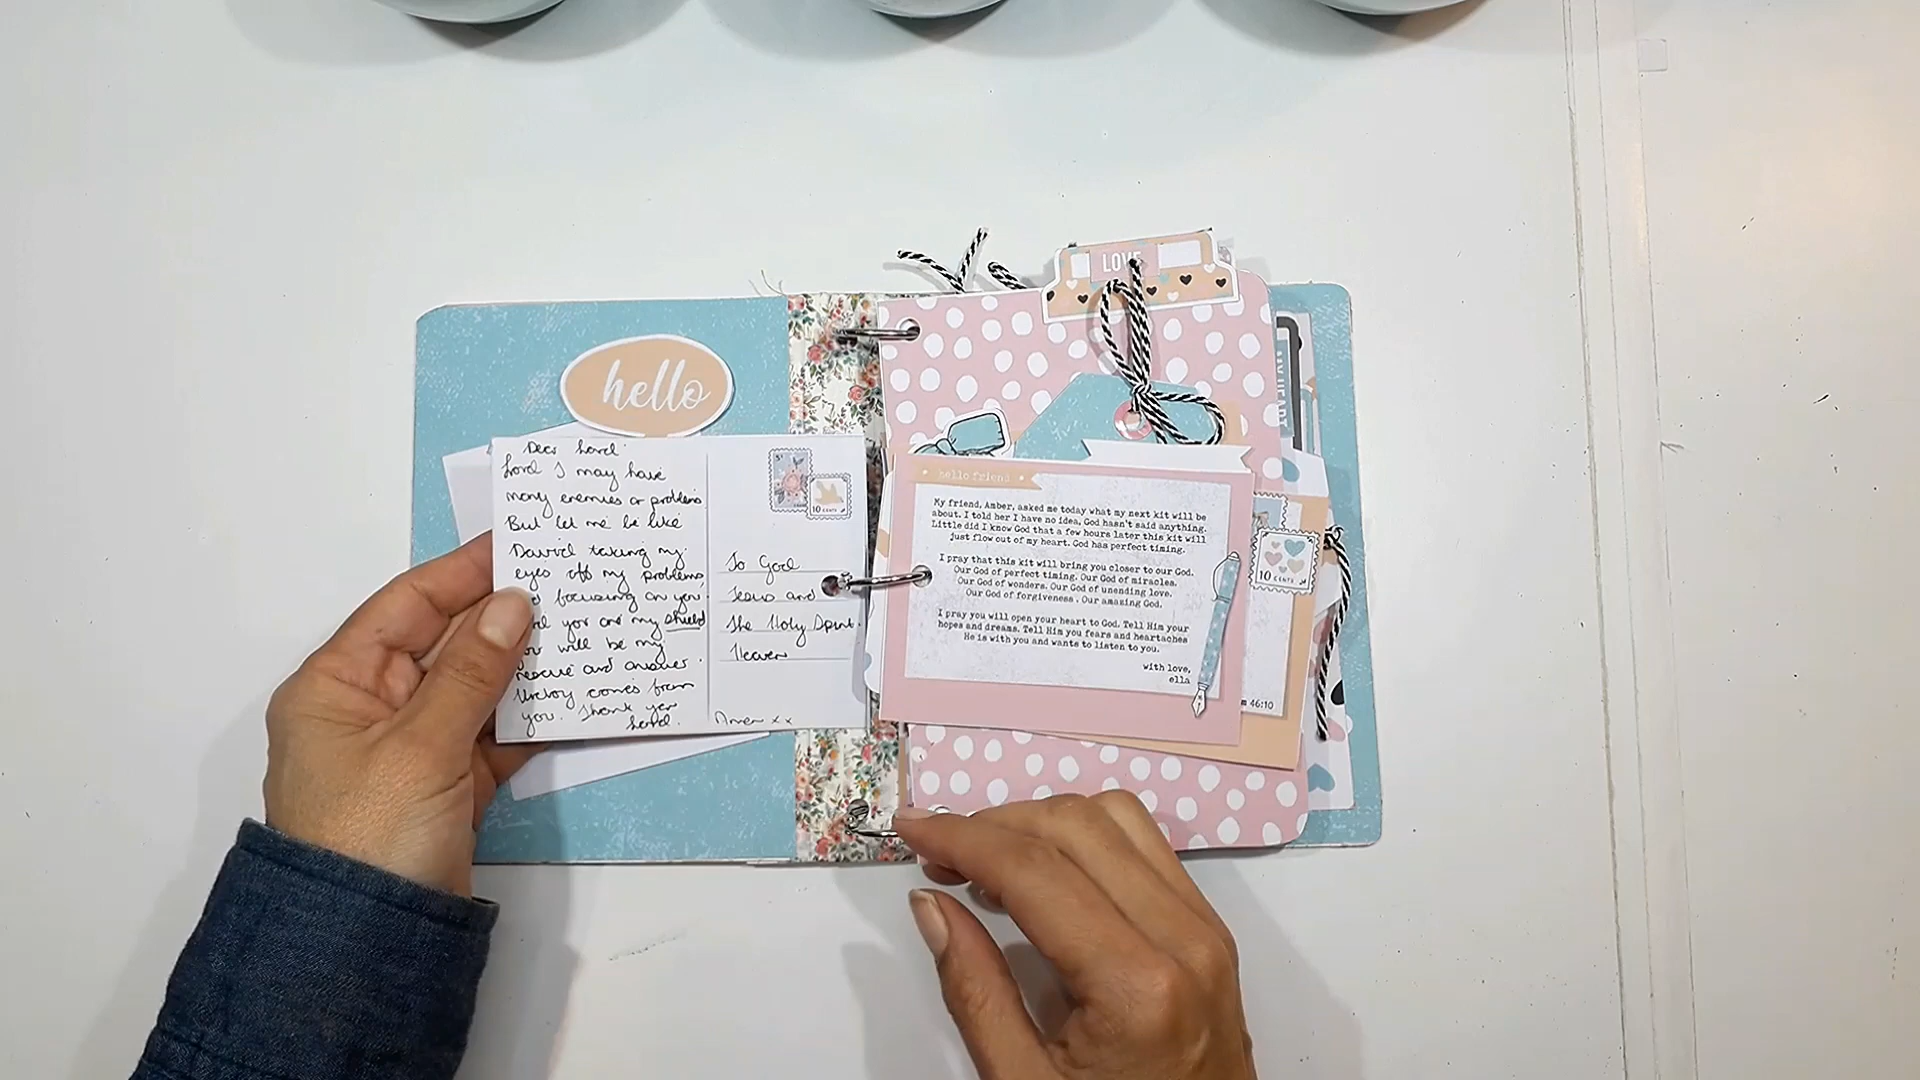 LOVE
hello
Dear Lord
Lord I may have
many enemies or problems
But let me be like
David taking my
eyes off my problems
focusing on you
you are my shield
will be my
rescue and answer.
Victory comes from
you. Thank you
Lord.
10 CENTS
To God
Jesus and
The Holy Spirit.
Heaven
Amen xx
• hello friend •
My friend, Amber, asked me today what my next kit will be
about. I told her I have no idea, God hasn't said anything.
Little did I know God that a few hours later this kit will
just flow out of my heart. God has perfect timing.
I pray that this kit will bring you closer to our God.
Our God of perfect timing. Our God of miracles.
Our God of wonders. Our God of unending love.
Our God of forgiveness . Our amazing God.
I pray you will open your heart to God. Tell Him your
hopes and dreams. Tell Him you fears and heartaches
He is with you and wants to listen to you.
with love,
ella
10 CENTS
46:10
MY HEART